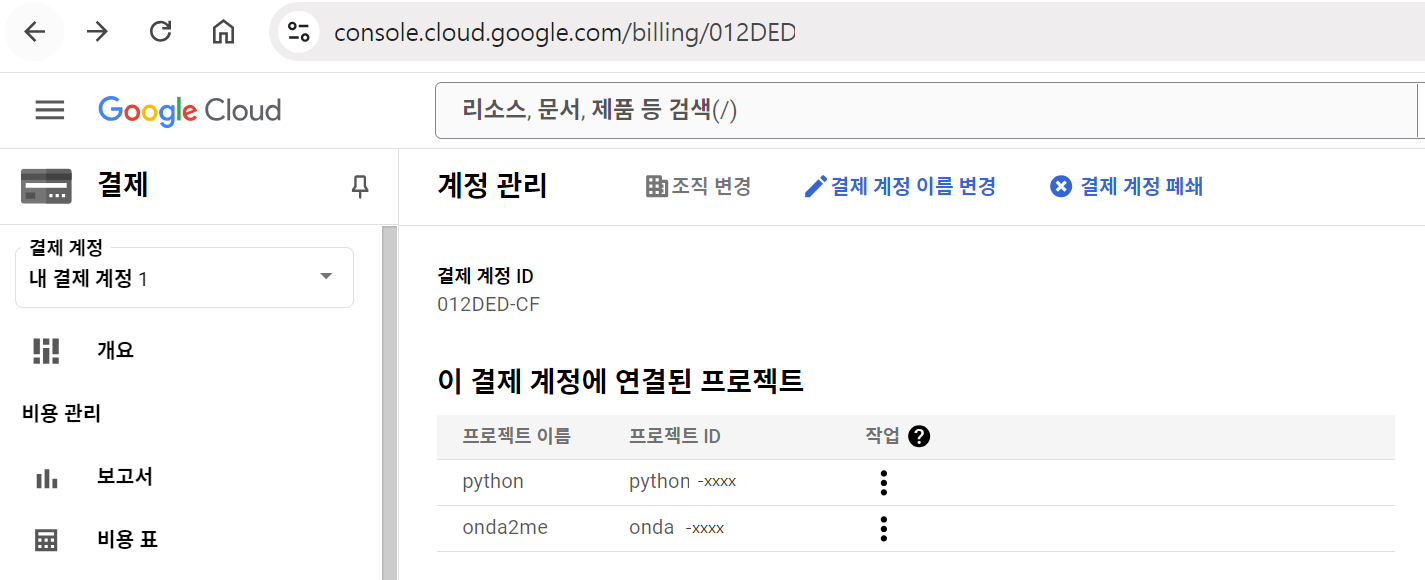 console.cloud.google.com/billing/012DED
Google Cloud
리소스, 문서, 제품 등 검색(/)
결제
계정 관리
조직 변경
결제 계정 이름 변경
결제 계정 폐쇄
결제 계정
내 결제 계정 1
개요
비용 관리
보고서
비용 표
결제 계정 ID
012DED-CF
이 결제 계정에 연결된 프로젝트
프로젝트 이름 프로젝트 ID 작업 ?
python python -xxxx
onda2me onda -xxxx